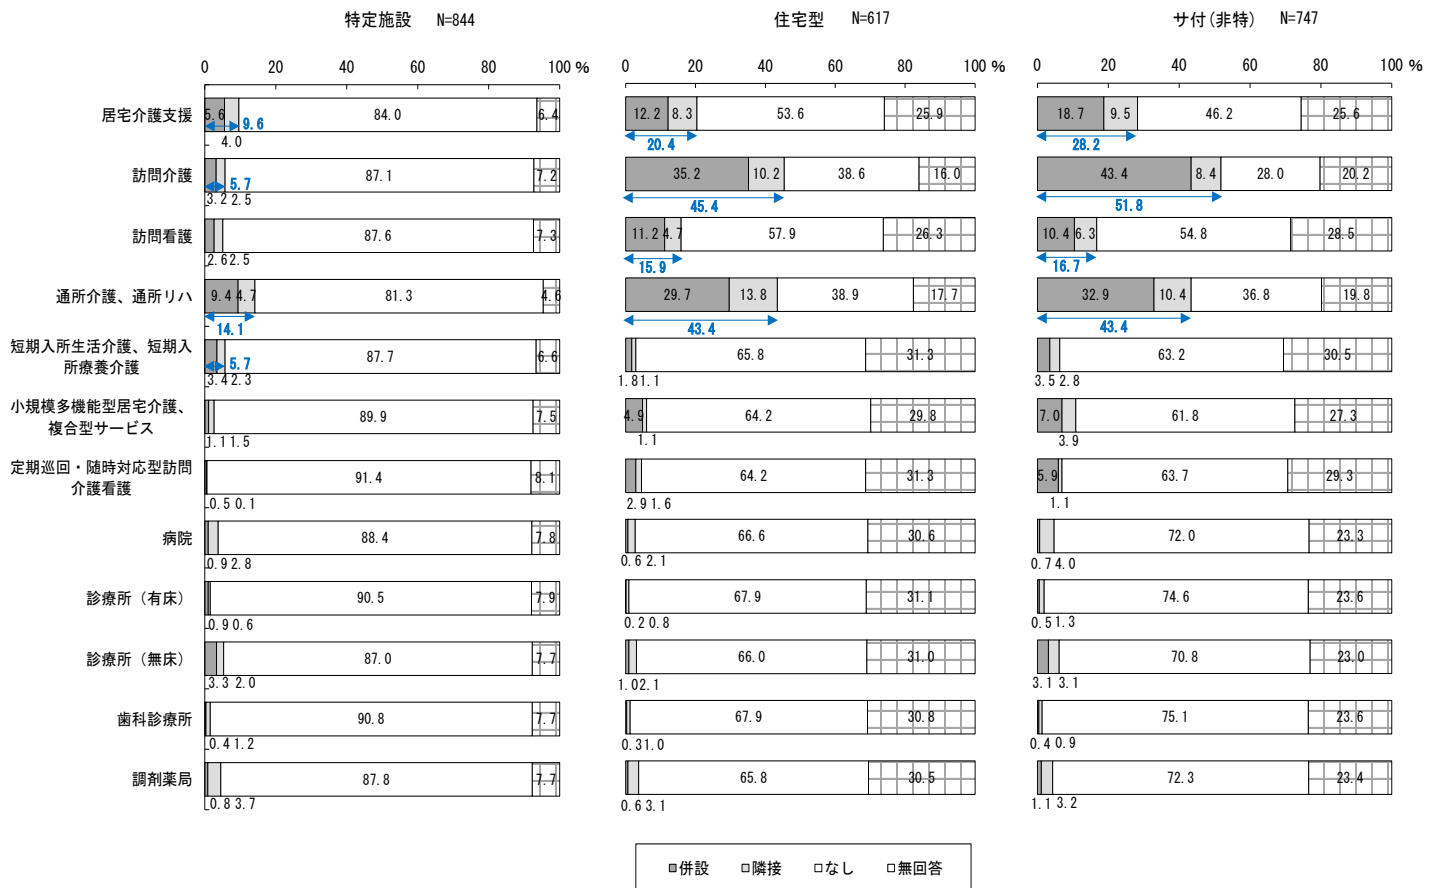 特定施設 N=844
住宅型 N=617
サ付(非特) N=747
0 20 40 60 80 100 %
0 20 40 60 80 100 %
0 20 40 60 80 100 %
居宅介護支援
5.6 84.0 6.4
9.6
4.0
12.2 8.3 53.6 25.9
20.4
18.7 9.5 46.2 25.6
28.2
訪問介護
87.1 7.2
5.7
3.2 2.5
35.2 10.2 38.6 16.0
45.4
43.4 8.4 28.0 20.2
51.8
訪問看護
87.6 7.3
2.6 2.5
11.2 4.7 57.9 26.3
15.9
10.4 6.3 54.8 28.5
16.7
通所介護、通所リハ
9.4 4.7 81.3 4.6
14.1
29.7 13.8 38.9 17.7
43.4
32.9 10.4 36.8 19.8
43.4
短期入所生活介護、短期入
所療養介護
87.7 6.6
5.7
3.4 2.3
65.8 31.3
1.8 1.1
63.2 30.5
3.5 2.8
小規模多機能型居宅介護、
複合型サービス
89.9 7.5
1.1 1.5
4.9 64.2 29.8
1.1
7.0 61.8 27.3
3.9
定期巡回・随時対応型訪問
介護看護
91.4 8.1
0.5 0.1
64.2 31.3
2.9 1.6
5.9 63.7 29.3
1.1
病院
88.4 7.8
0.9 2.8
66.6 30.6
0.6 2.1
72.0 23.3
0.7 4.0
診療所（有床）
90.5 7.9
0.9 0.6
67.9 31.1
0.2 0.8
74.6 23.6
0.5 1.3
診療所（無床）
87.0 7.7
3.3 2.0
66.0 31.0
1.0 2.1
70.8 23.0
3.1 3.1
歯科診療所
90.8 7.7
0.4 1.2
67.9 30.8
0.3 1.0
75.1 23.6
0.4 0.9
調剤薬局
87.8 7.7
0.8 3.7
65.8 30.5
0.6 3.1
72.3 23.4
1.1 3.2
併設 隣接 なし 無回答